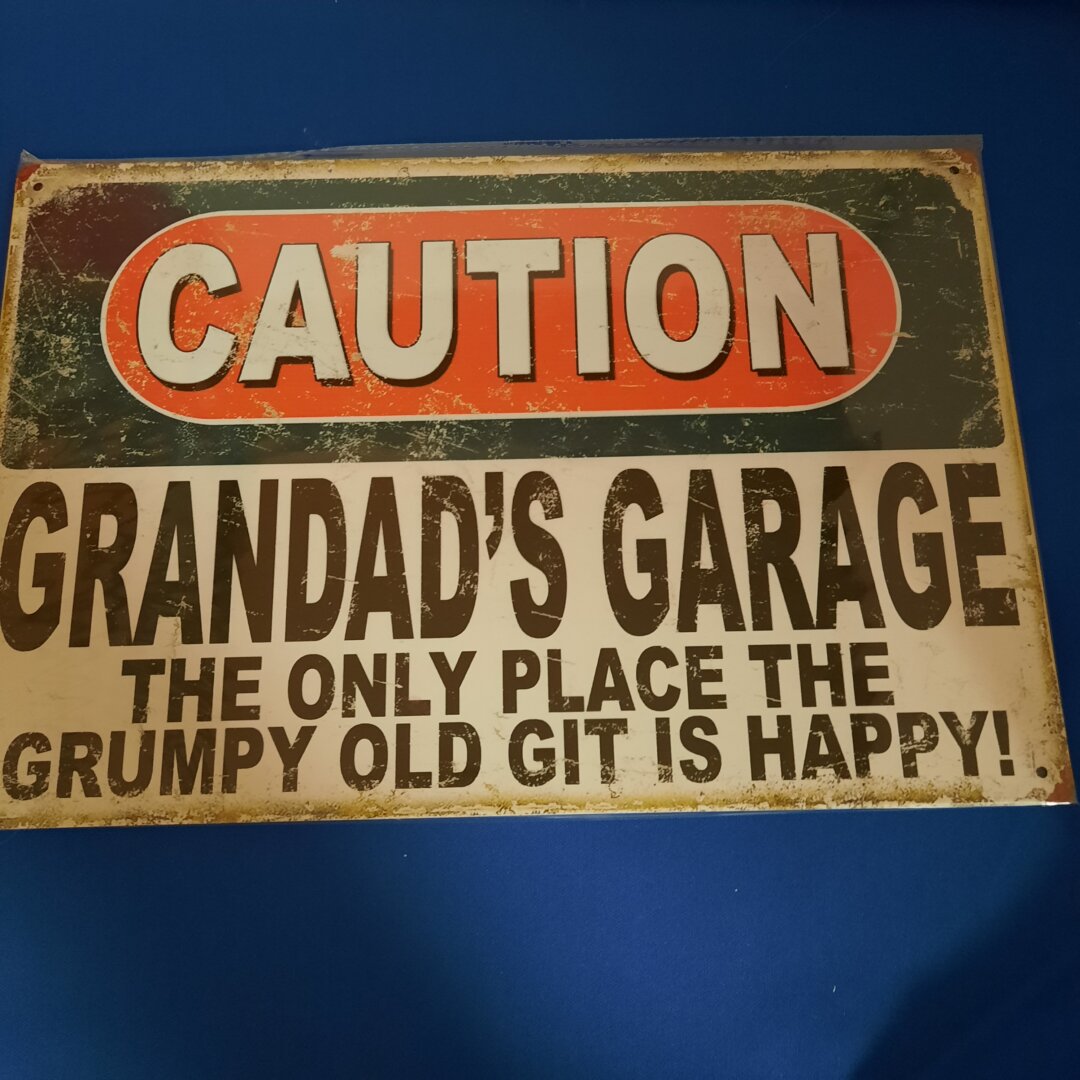 CAUTION
GRANDAD'S GARAGE
THE ONLY PLACE THE
GRUMPY OLD GIT IS HAPPY!